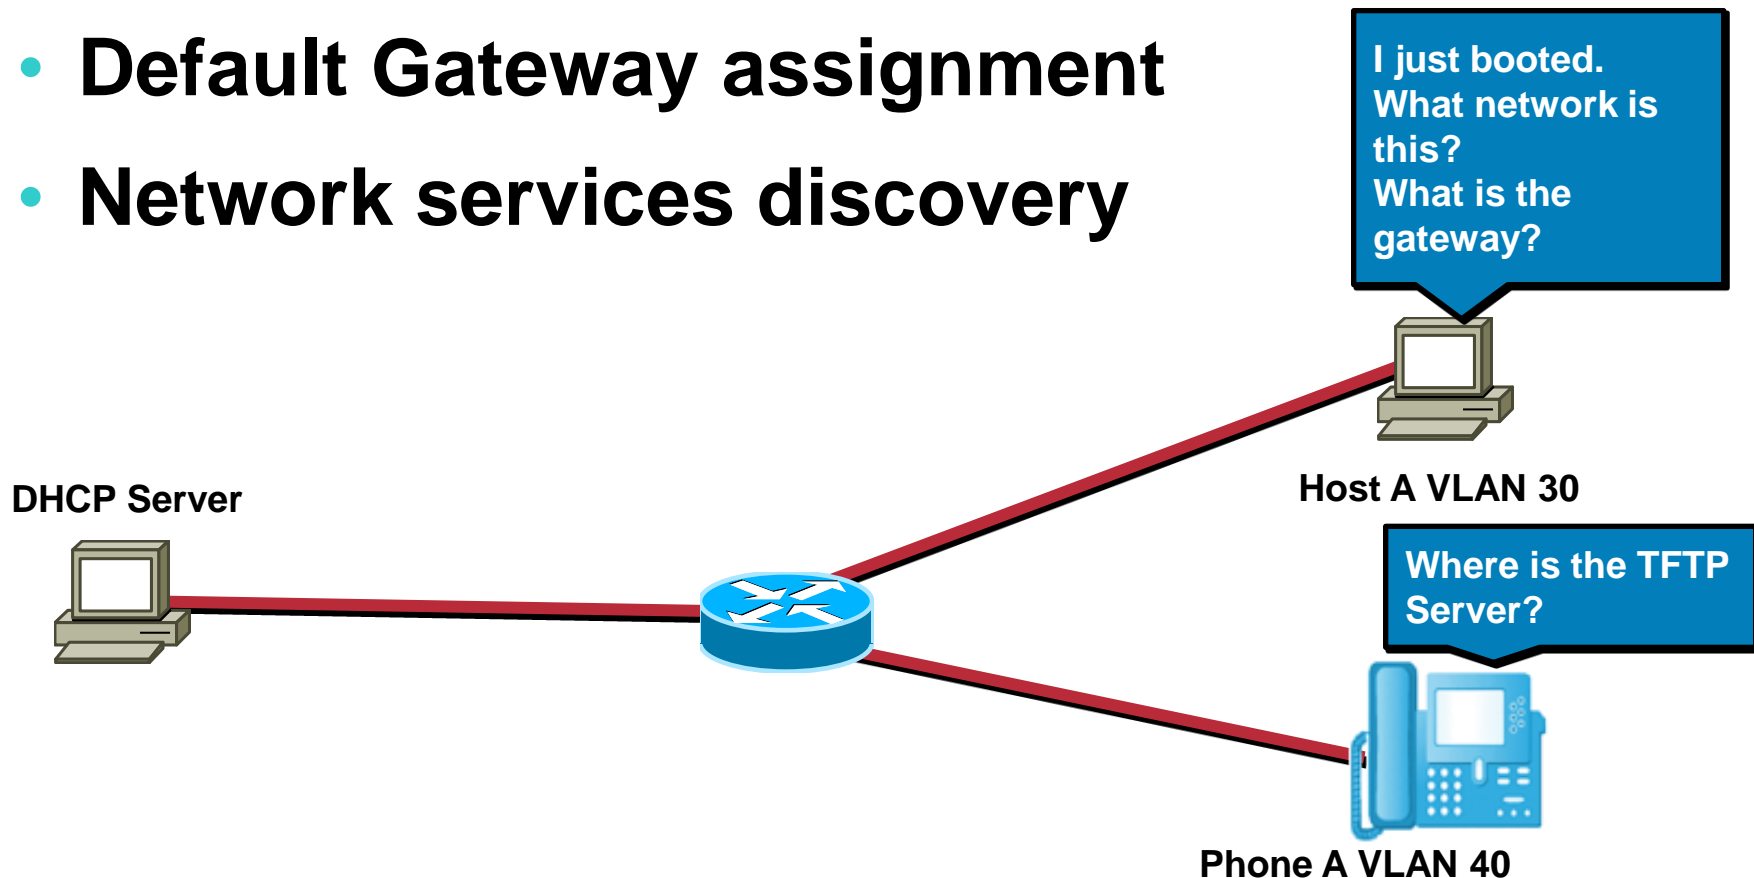 • Default Gateway assignment
• Network services discovery
I just booted.
What network is
this?
What is the
gateway?
Host A VLAN 30
DHCP Server
Where is the TFTP
Server?
Phone A VLAN 40